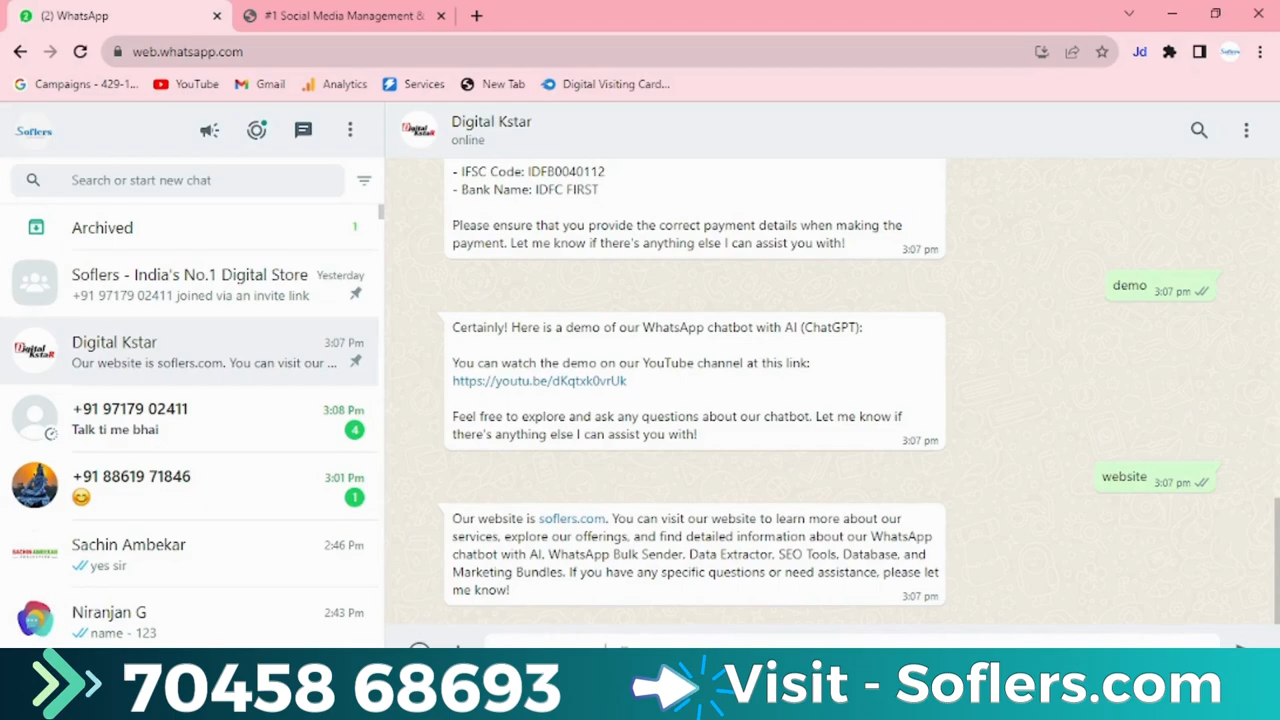 (2) WhatsApp
#1 Social Media Management &
web.whatsapp.com
Jd
Soflers
Campaigns - 429-1...
YouTube
Gmail
Analytics
Services
New Tab
Digital Visiting Card...
Soflers
Search or start new chat
Archived 1
Soflers - India's No.1 Digital Store Yesterday
+91 97179 02411 joined via an invite link
Digital Kstar 3:07 PM
Our website is soflers.com. You can visit our ...
+91 97179 02411 3:08 Pm
Talk ti me bhai 4
+91 88619 71846 3:01 Pm
1
Sachin Ambekar 2:46 PM
yes sir
Niranjan G 2:43 PM
name - 123
Digital KstaR
Digital Kstar
online
- IFSC Code: IDFB0040112
- Bank Name: IDFC FIRST
Please ensure that you provide the correct payment details when making the
payment. Let me know if there's anything else I can assist you with!
3:07 pm
demo 3:07 pm
Certainly! Here is a demo of our WhatsApp chatbot with AI (ChatGPT):
You can watch the demo on our YouTube channel at this link:
https://youtu.be/dKqtxk0vrUk
Feel free to explore and ask any questions about our chatbot. Let me know if
there's anything else I can assist you with!
3:07 pm
website 3:07 pm
Our website is soflers.com. You can visit our website to learn more about our
services, explore our offerings, and find detailed information about our WhatsApp
chatbot with AI, WhatsApp Bulk Sender, Data Extractor, SEO Tools, Database, and
Marketing Bundles. If you have any specific questions or need assistance, please let
me know!
3:07 pm
70458 68693
Visit - Soflers.com